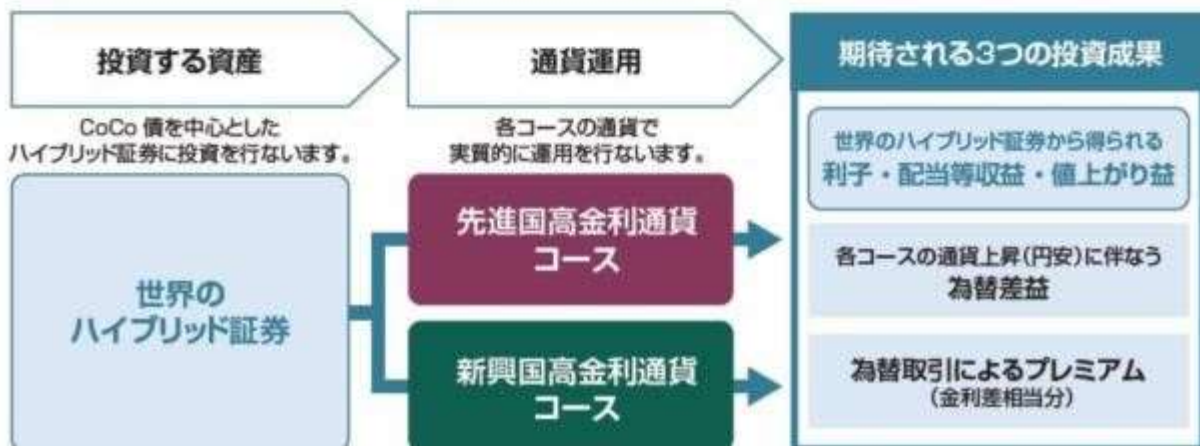 投資する資産
CoCo 債を中心とした
ハイブリッド証券に投資を行ないます。
世界の
ハイブリッド証券
通貨運用
各コースの通貨で
実質的に運用を行ないます。
先進国高金利通貨
コース
新興国高金利通貨
コース
期待される3つの投資成果
世界のハイブリッド証券から得られる
利子・配当等収益・値上がり益
各コースの通貨上昇(円安)に伴なう
為替差益
為替取引によるプレミアム
(金利差相当分)